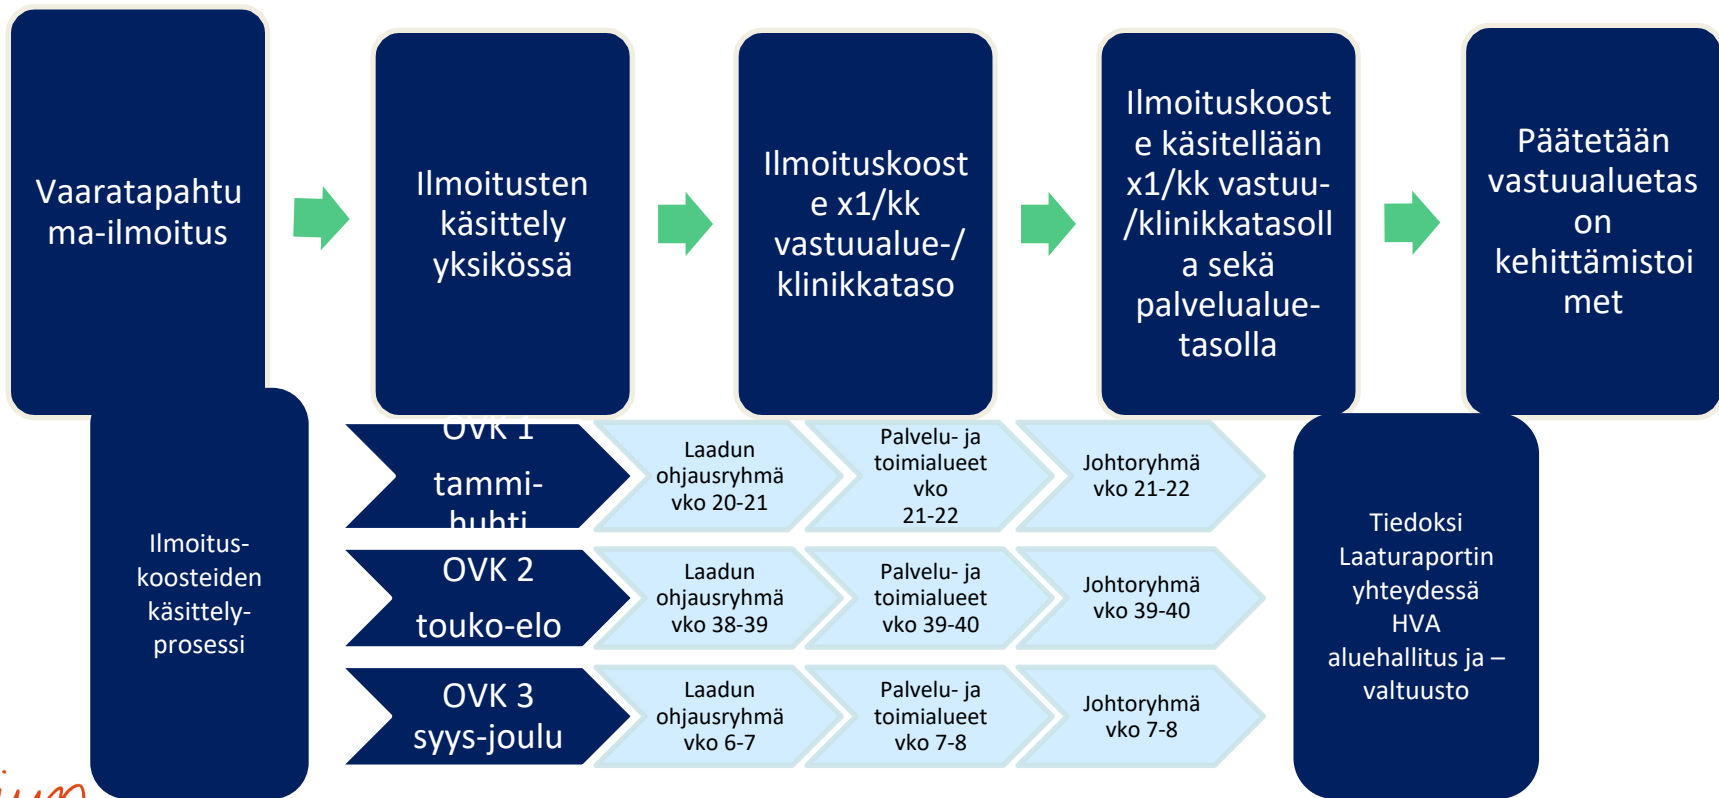 Vaaratapahtu
ma-ilmoitus
Ilmoitusten
käsittely
yksikössä
Ilmoituskoost
e x1/kk
vastuualue-/
klinikkataso
Ilmoituskoost
e käsitellään
x1/kk vastuu-
/klinikkatasoll
a sekä
palvelualue-
tasolla
Päätetään
vastuualuetas
on
kehittämistoi
met
Ilmoitus-
koosteiden
käsittely-
prosessi
OVK 1
tammi-
huhti
Laadun
ohjausryhmä
vko 20-21
Palvelu- ja
toimialueet
vko
21-22
Johtoryhmä
vko 21-22
OVK 2
touko-elo
Laadun
ohjausryhmä
vko 38-39
Palvelu- ja
toimialueet
vko 39-40
Johtoryhmä
vko 39-40
OVK 3
syys-joulu
Laadun
ohjausryhmä
vko 6-7
Palvelu- ja
toimialueet
vko 7-8
Johtoryhmä
vko 7-8
Tiedoksi
Laaturaportin
yhteydessä
HVA
aluehallitus ja –
valtuusto